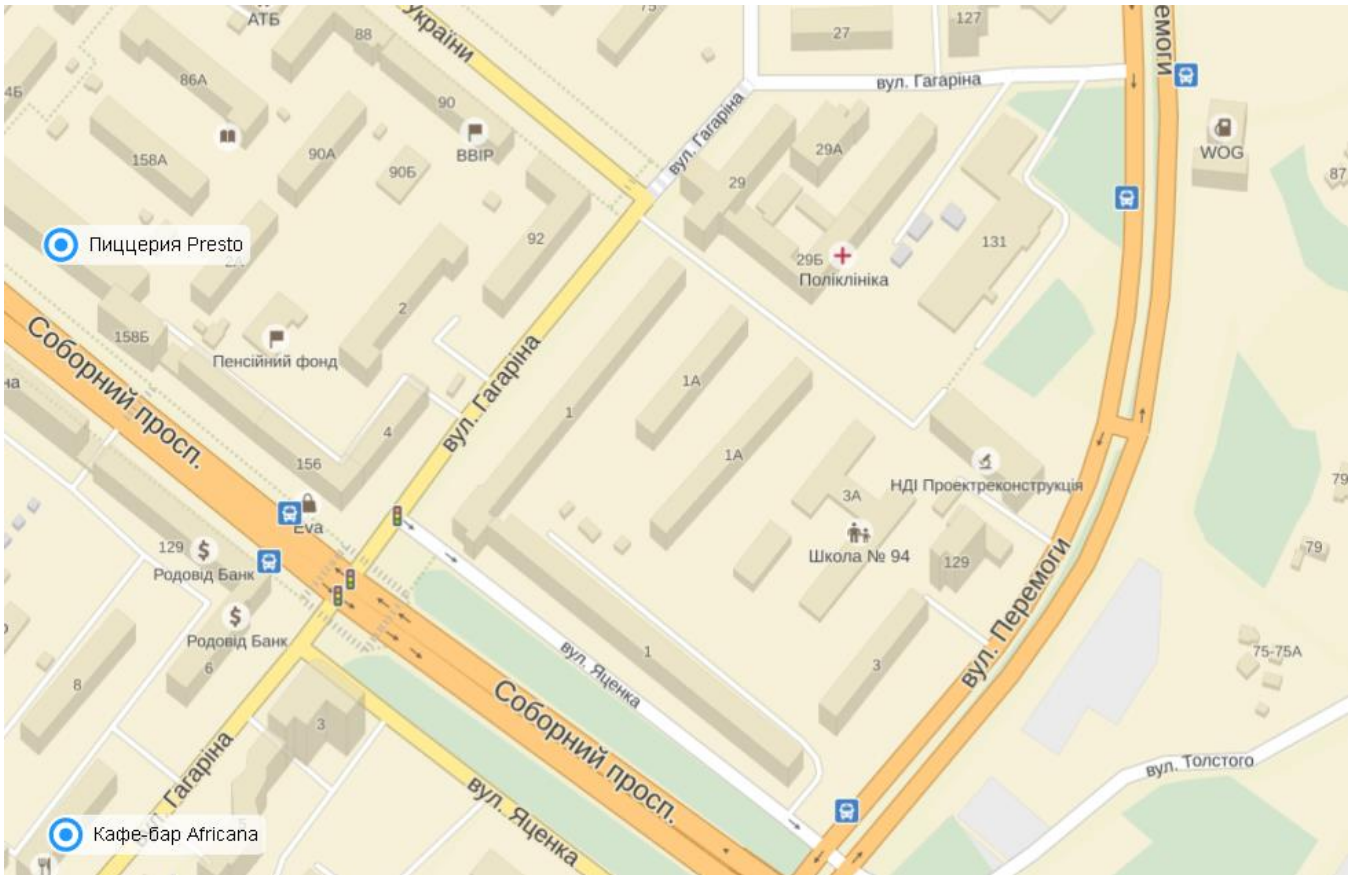 АТБ
України
88
75
27
127
Перемоги
86А
90
вул. Гагаріна
158А
90А
90Б
ВВІР
вул. Гагаріна
29А
29
WOG
87
92
131
Пиццерия Presto
2А
29Б
Поліклініка
2
158Б
Пенсійний фонд
Соборний просп.
вул. Гагаріна
1
1А
1А
4
156
3А
НДІ Проектреконструкція
79
Eva
129
Родовід Банк
Школа № 94
129
79
вул. Перемоги
Родовід Банк
6
8
вул. Яценка
1
3
75-75А
3
Соборний просп.
вул. Гагаріна
вул. Яценка
вул. Толстого
5
Кафе-бар Africana